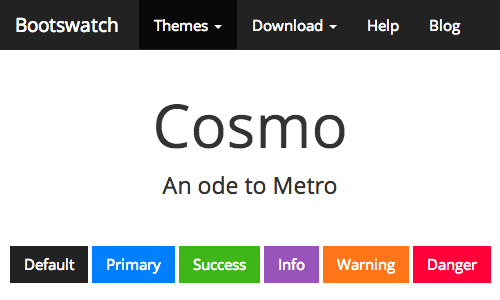 Bootswatch Themes Download Help Blog
Cosmo
An ode to Metro
Default Primary Success Info Warning Danger